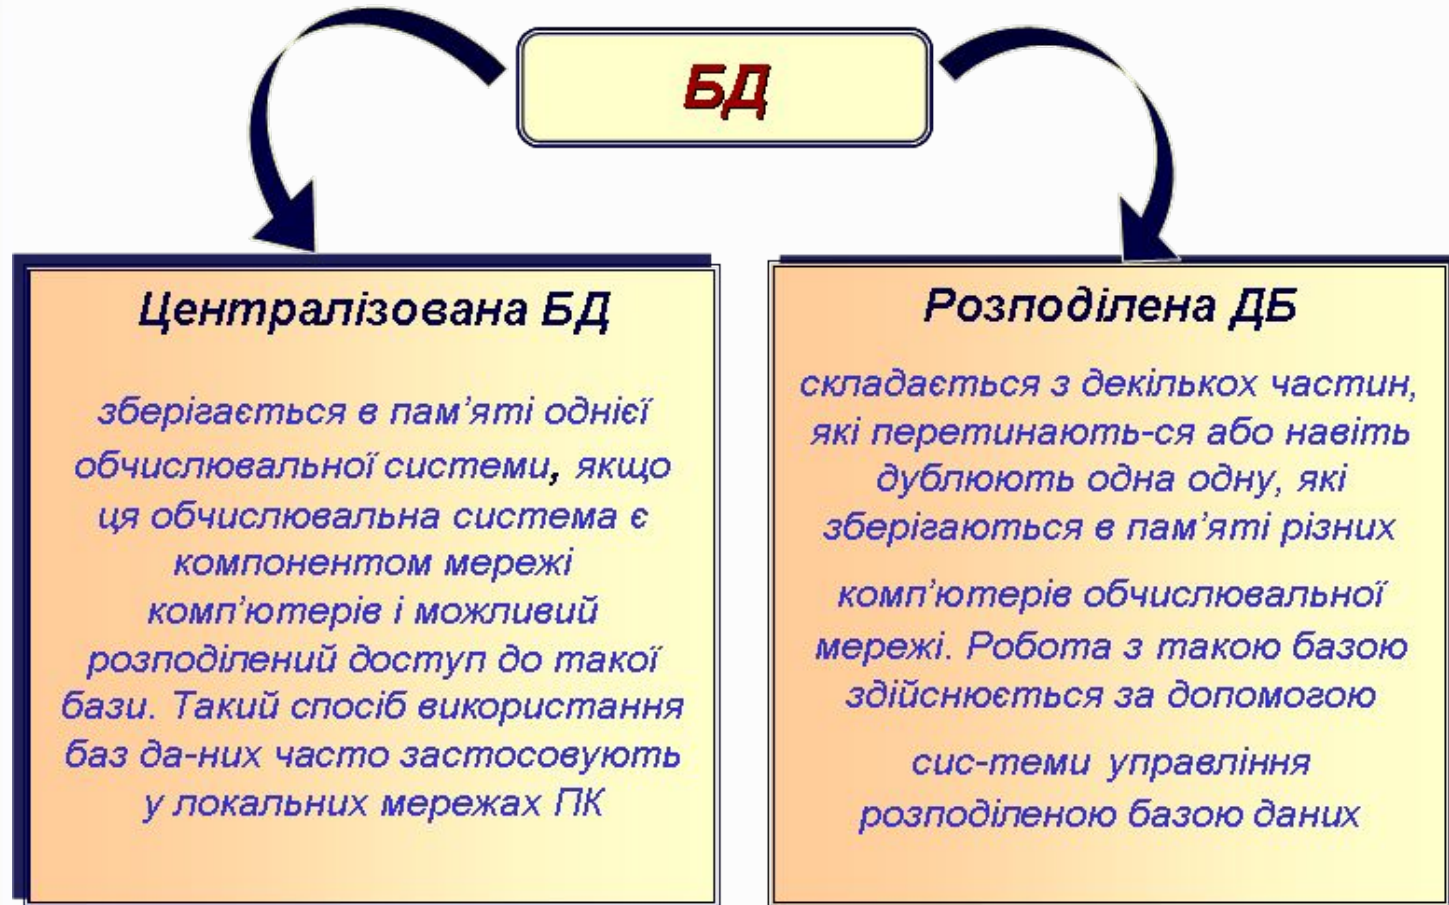 БД
Централізована БД
зберігається в пам’яті однієї
обчислювальної системи, якщо
ця обчислювальна система є
компонентом мережі
комп’ютерів і можливий
розподілений доступ до такої
бази. Такий спосіб використання
баз да-них часто застосовують
у локальних мережах ПК
Розподілена ДБ
складається з декількох частин,
які перетинають-ся або навіть
дублюють одна одну, які
зберігаються в пам’яті різних
комп’ютерів обчислювальної
мережі. Робота з такою базою
здійснюється за допомогою
сис-теми управління
розподіленою базою даних